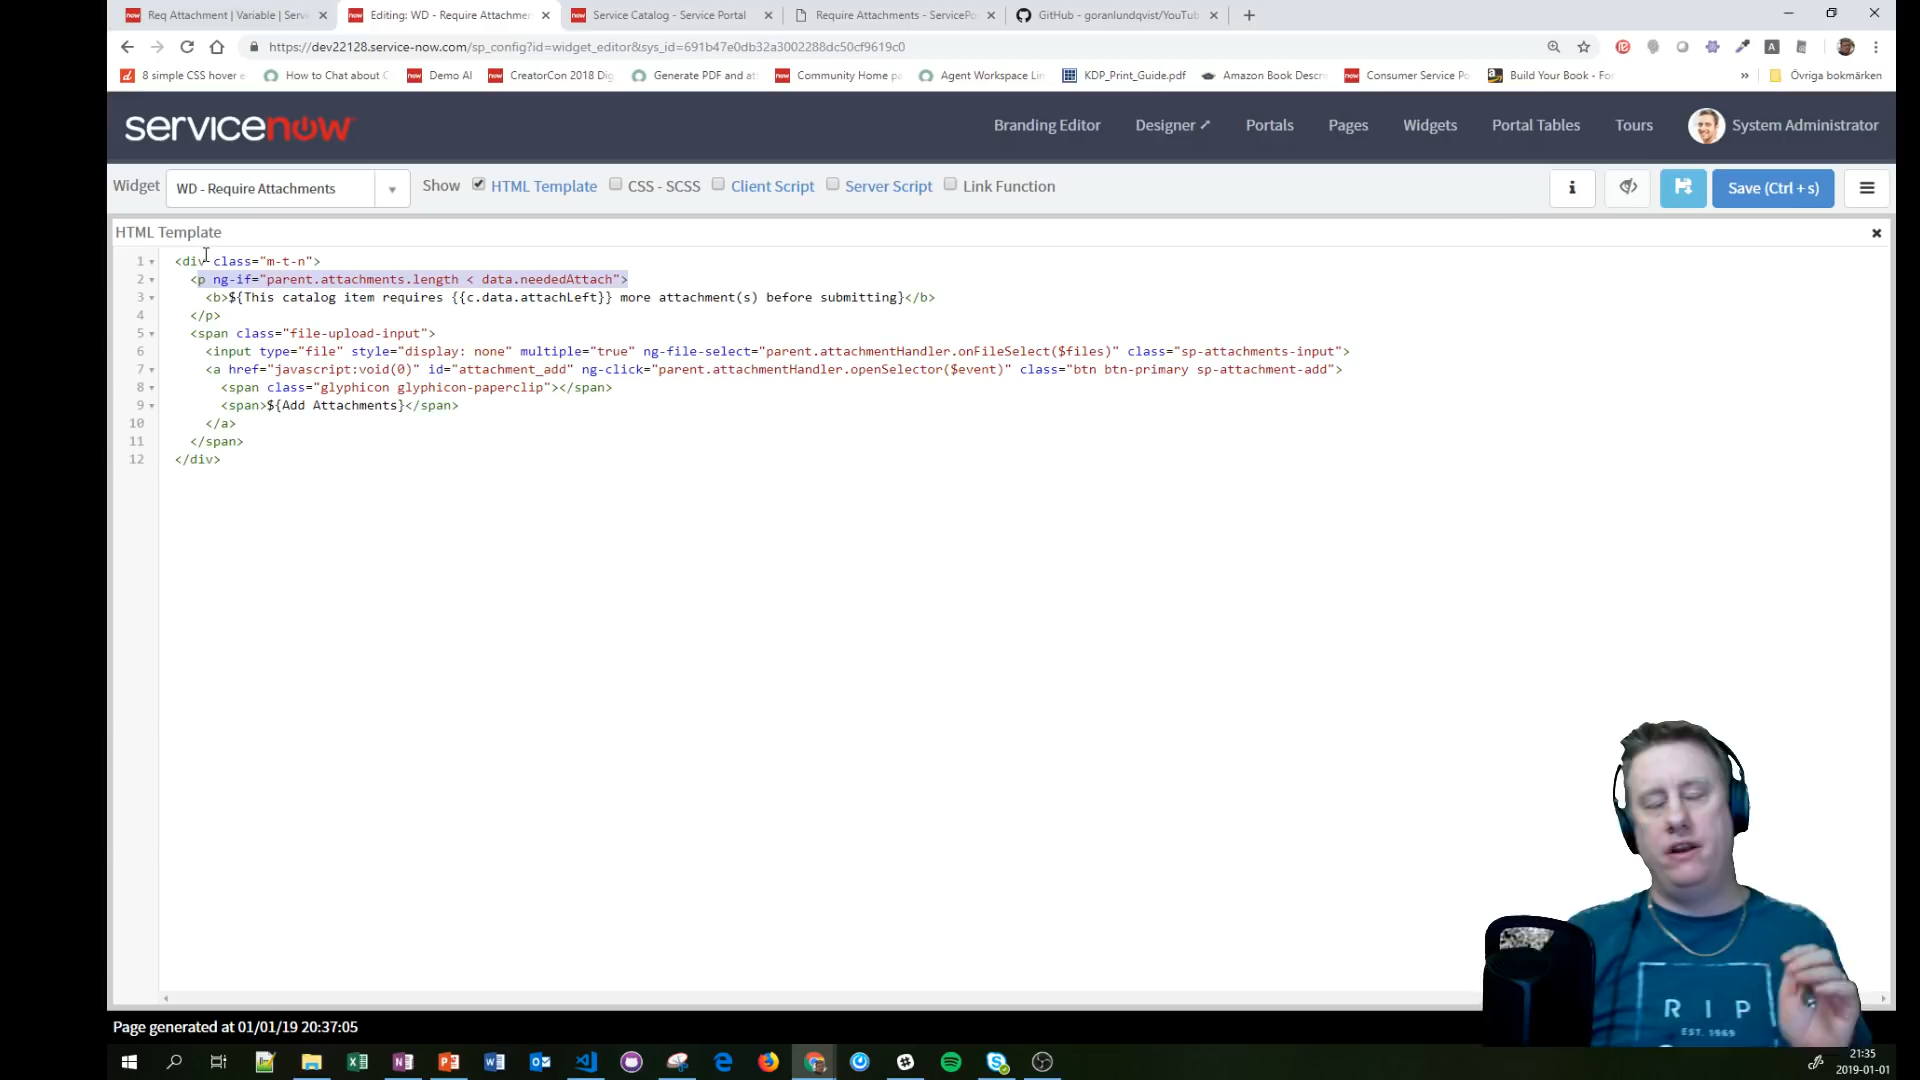 Req Attachment | Variable | Servi
Editing: WD - Require Attachmen
Service Catalog - Service Portal
Require Attachments - ServicePo
GitHub - goranlundqvist/YouTub
https://dev22128.service-now.com/sp_config?id=widget_editor&sys_id=691b47e0db32a3002288dc50cf9619c0
8 simple CSS hover e
How to Chat about C
Demo AI
CreatorCon 2018 Dig
Generate PDF and at
Community Home pa
Agent Workspace Lin
KDP_Print_Guide.pdf
Amazon Book Descri
Consumer Service Po
Build Your Book - For
Övriga bokmärken
servicenow
Branding Editor
Designer
Portals
Pages
Widgets
Portal Tables
Tours
System Administrator
Widget
WD - Require Attachments
Show
HTML Template
CSS - SCSS
Client Script
Server Script
Link Function
Save (Ctrl + s)
HTML Template
1 <div class="m-t-n">
2 <p ng-if="parent.attachments.length < data.neededAttach">
3 <b>${This catalog item requires {{c.data.attachLeft}} more attachment(s) before submitting}</b>
4 </p>
5 <span class="file-upload-input">
6 <input type="file" style="display: none" multiple="true" ng-file-select="parent.attachmentHandler.onFileSelect($files)" class="sp-attachments-input">
7 <a href="javascript:void(0)" id="attachment_add" ng-click="parent.attachmentHandler.openSelector($event)" class="btn btn-primary sp-attachment-add">
8 <span class="glyphicon glyphicon-paperclip"></span>
9 <span>${Add Attachments}</span>
10 </a>
11 </span>
12 </div>
RIP
EST. 1969
Page generated at 01/01/19 20:37:05
21:35
2019-01-01